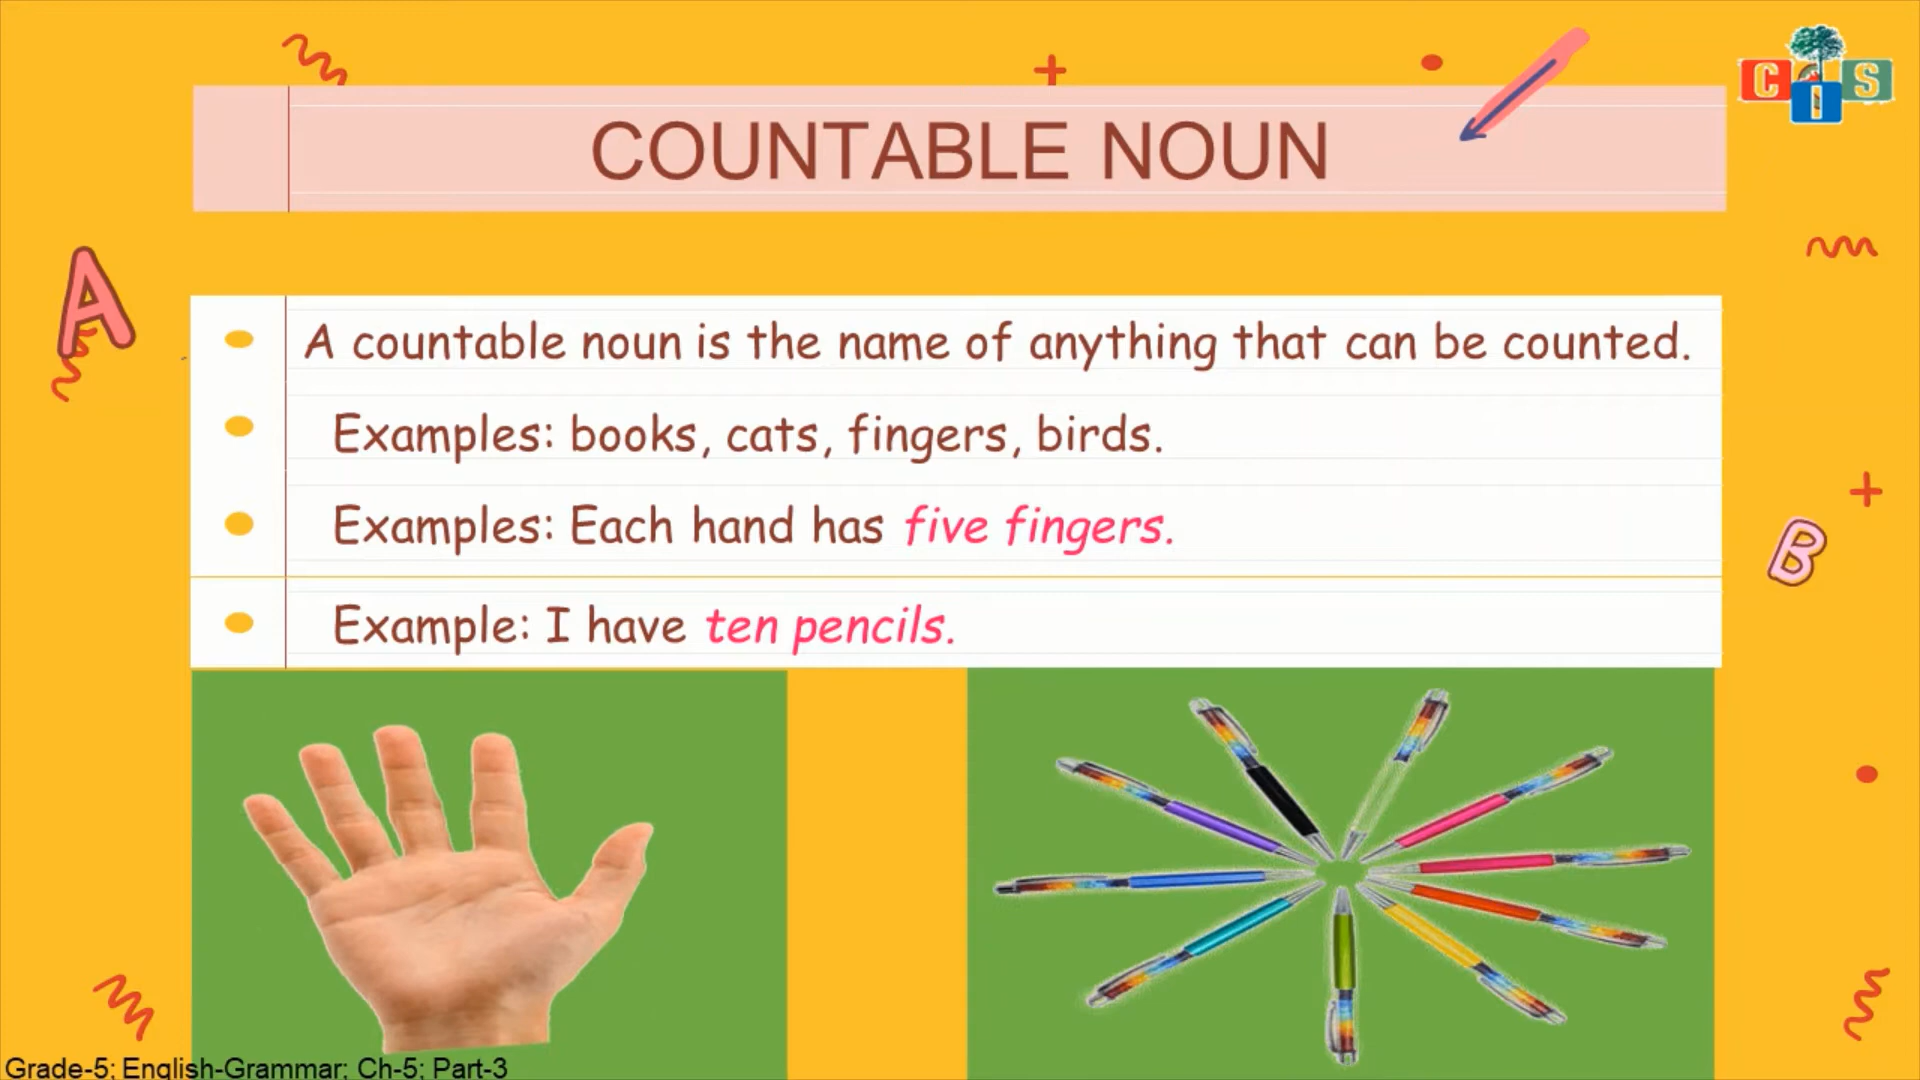 CIS
COUNTABLE NOUN
A
A countable noun is the name of anything that can be counted.
Examples: books, cats, fingers, birds.
Examples: Each hand has five fingers.
B
Example: I have ten pencils.
Grade-5; English-Grammar; Ch-5; Part-3